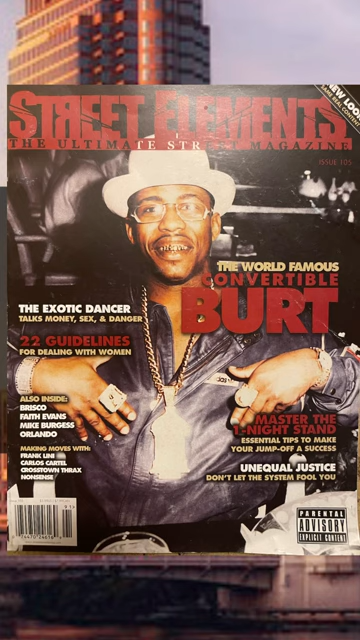 NEW LOOK
SAME REAL CONTENT
STREET ELEMENTS
THE ULTIMATE STREET MAGAZINE
ISSUE 105
THE WORLD FAMOUS
CONVERTIBLE
BURT
THE EXOTIC DANCER
TALKS MONEY, SEX, & DANGER
22 GUIDELINES
FOR DEALING WITH WOMEN
ALSO INSIDE:
BRISCO
FAITH EVANS
MIKE BURGESS
ORLANDO
MAKING MOVES WITH:
FRANK LINI
CARLOS CARTEL
CROSSTOWN THRAX
NONSENSE
MASTER THE
1-NIGHT STAND
ESSENTIAL TIPS TO MAKE
YOUR JUMP-OFF A SUCCESS
UNEQUAL JUSTICE
DON'T LET THE SYSTEM FOOL YOU
PARENTAL
ADVISORY
EXPLICIT CONTENT